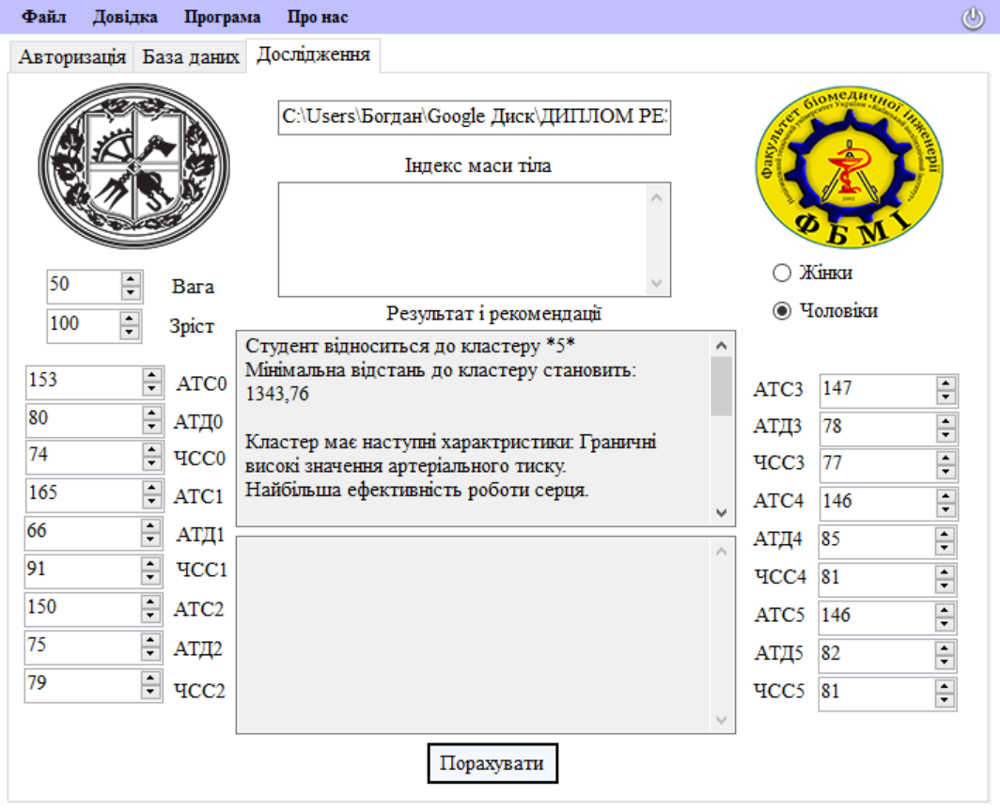 Файл Довідка Програма Про нас
Авторизація База даних Дослідження
C:\Users\Богдан\Google Диск\ДИПЛОМ РЕ
Факультет біомедичної інженерії
ФБМІ
2002
Індекс маси тіла
50 Вага
100 Зріст
Жінки
Чоловіки
Результат і рекомендації
Студент відноситься до кластеру *5*
Мінімальна відстань до кластеру становить:
1343,76
Кластер має наступні характристики: Граничні
високі значення артеріального тиску.
Найбільша ефективність роботи серця.
153 АТС0
80 АТД0
74 ЧСС0
165 АТС1
66 АТД1
91 ЧСС1
150 АТС2
75 АТД2
79 ЧСС2
АТС3 147
АТД3 78
ЧСС3 77
АТС4 146
АТД4 85
ЧСС4 81
АТС5 146
АТД5 82
ЧСС5 81
Порахувати